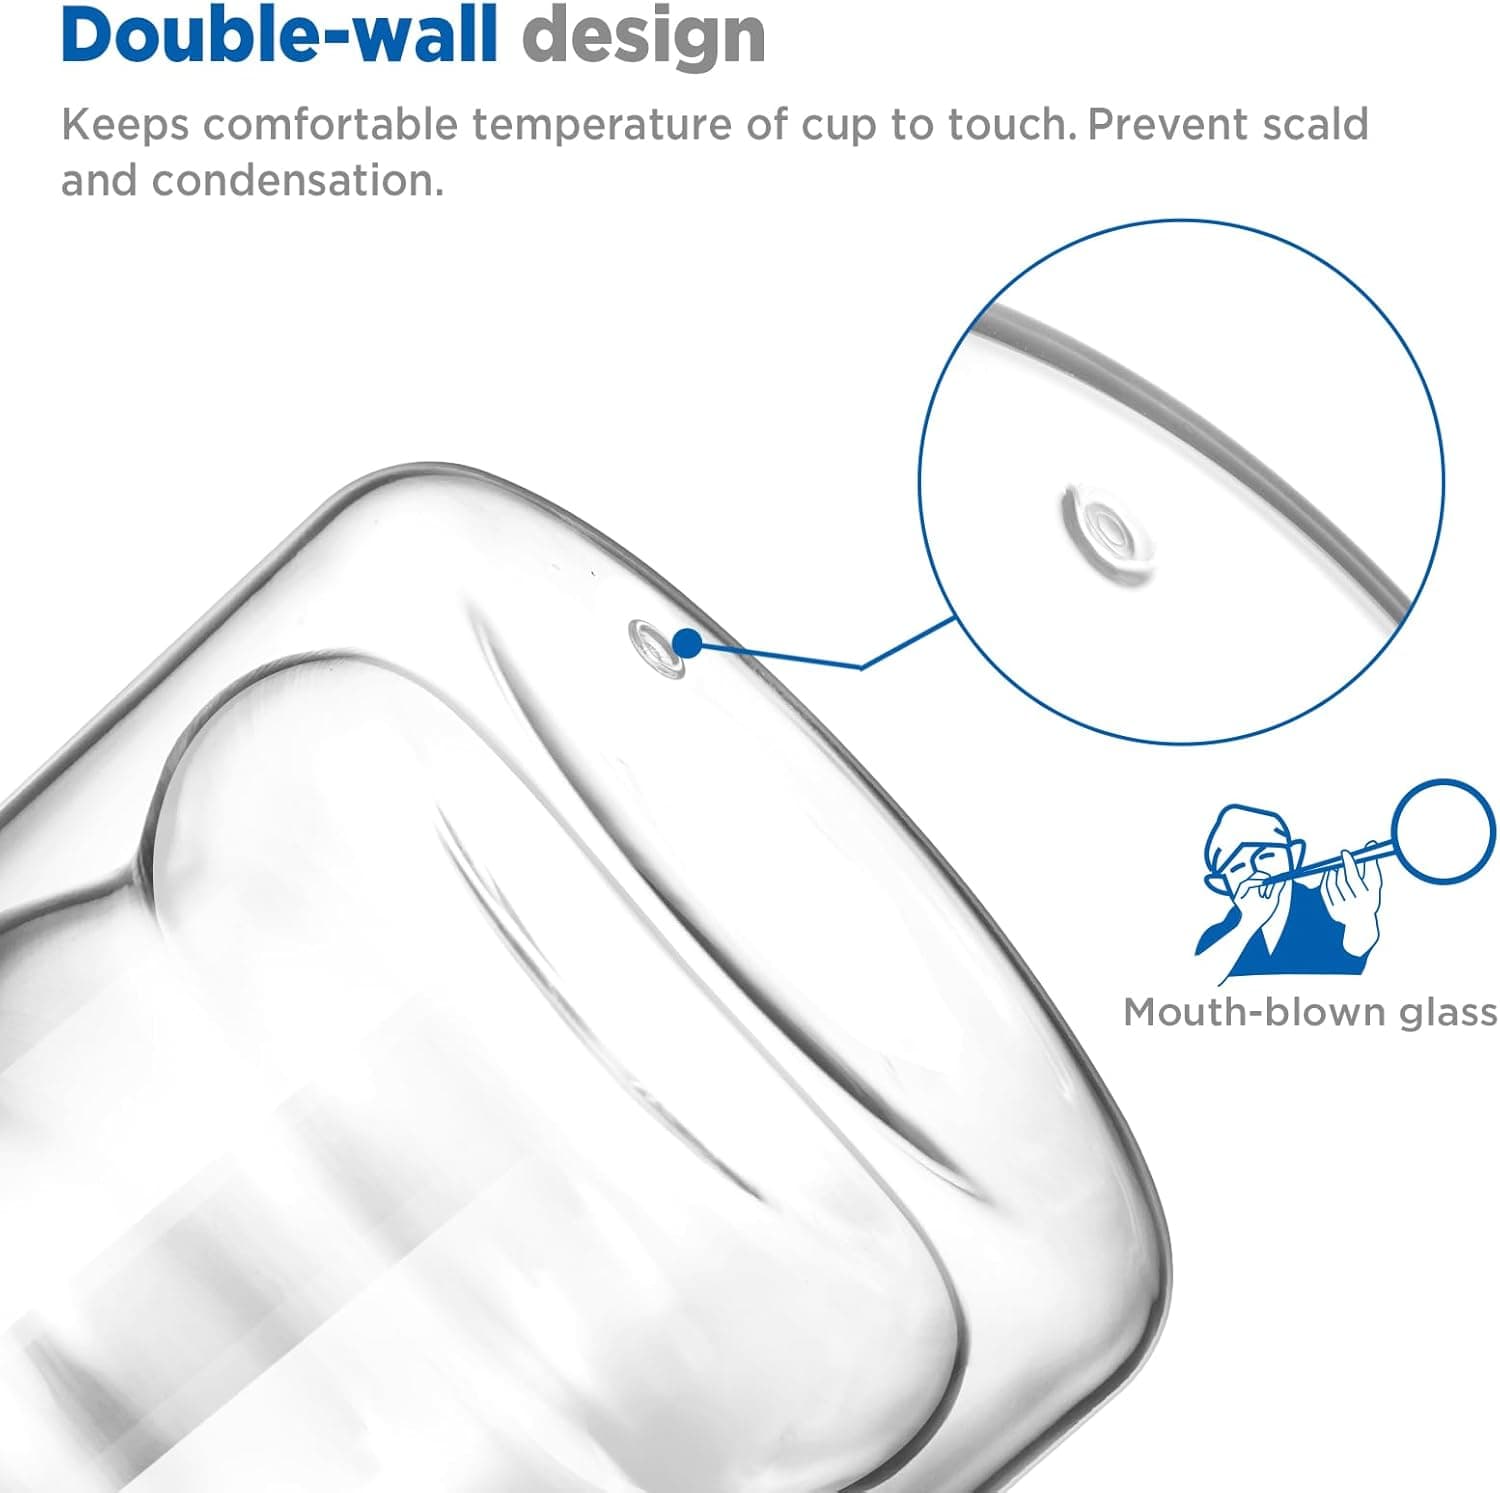 Double-wall design
Keeps comfortable temperature of cup to touch. Prevent scald
and condensation.
Mouth-blown glass